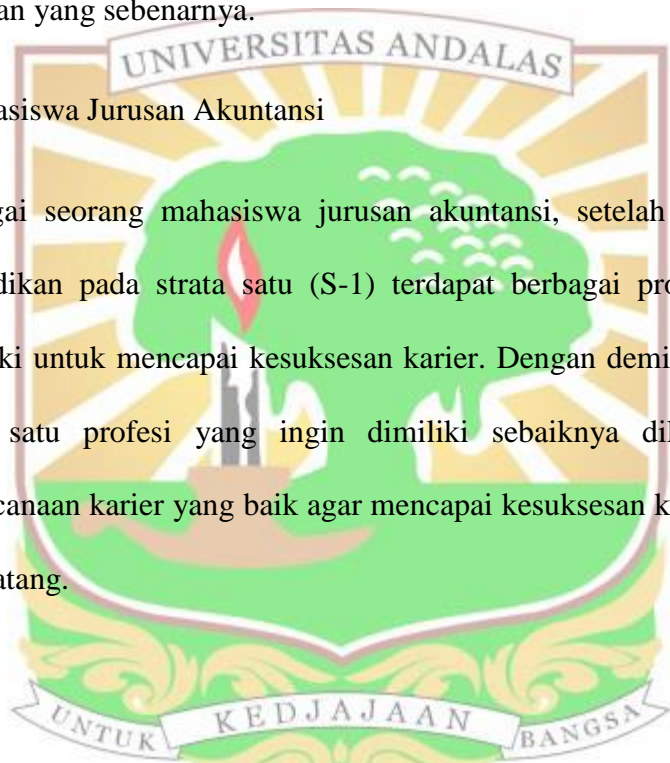 an yang sebenarnya.
UNIVERSITAS ANDALAS
asiswa Jurusan Akuntansi
gai seorang mahasiswa jurusan akuntansi, setelah
dikan pada strata satu (S-1) terdapat berbagai pro
ki untuk mencapai kesuksesan karier. Dengan demi
satu profesi yang ingin dimiliki sebaiknya dil
canaan karier yang baik agar mencapai kesuksesan k
atang.
UNTUK KEDJAJAAN BANGSA